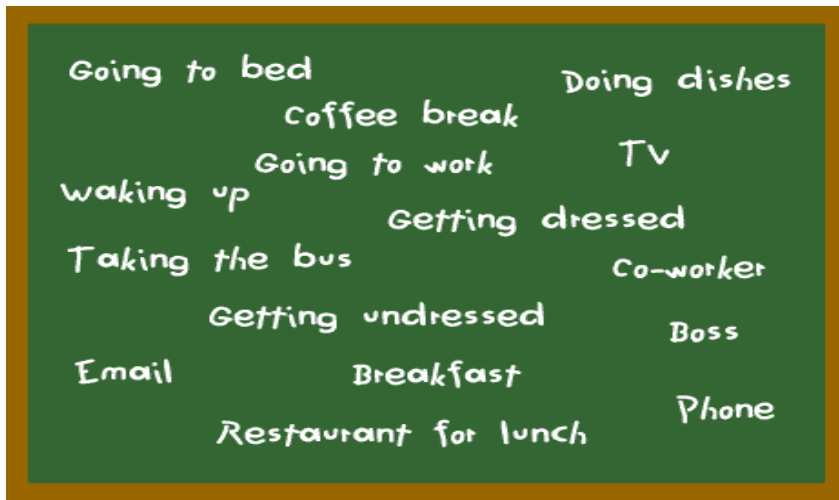 Going to bed
Doing dishes
Coffee break
Going to work
TV
Waking up
Getting dressed
Taking the bus
Co-worker
Getting undressed
Boss
Email
Breakfast
Phone
Restaurant for lunch